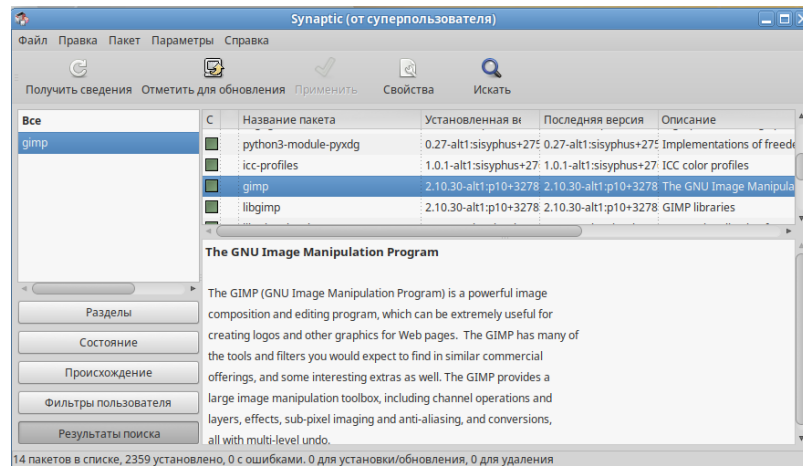 Synaptic (от суперпользователя)
Файл Правка Пакет Параметры Справка
Получить сведения Отметить для обновления Применить Свойства Искать
Все
gimp
С Название пакета Установленная ве Последняя версия Описание
python3-module-pyxdg 0.27-alt1:sisyphus+275 0.27-alt1:sisyphus+275 Implementations of freede
icc-profiles 1.0.1-alt1:sisyphus+27 1.0.1-alt1:sisyphus+27 ICC color profiles
gimp 2.10.30-alt1:p10+3278 2.10.30-alt1:p10+3278 The GNU Image Manipula
libgimp 2.10.30-alt1:p10+3278 2.10.30-alt1:p10+3278 GIMP libraries
The GNU Image Manipulation Program
The GIMP (GNU Image Manipulation Program) is a powerful image
composition and editing program, which can be extremely useful for
creating logos and other graphics for Web pages. The GIMP has many of
the tools and filters you would expect to find in similar commercial
offerings, and some interesting extras as well. The GIMP provides a
large image manipulation toolbox, including channel operations and
layers, effects, sub-pixel imaging and anti-aliasing, and conversions,
all with multi-level undo.
Разделы
Состояние
Происхождение
Фильтры пользователя
Результаты поиска
14 пакетов в списке, 2359 установлено, 0 с ошибками. 0 для установки/обновления, 0 для удаления